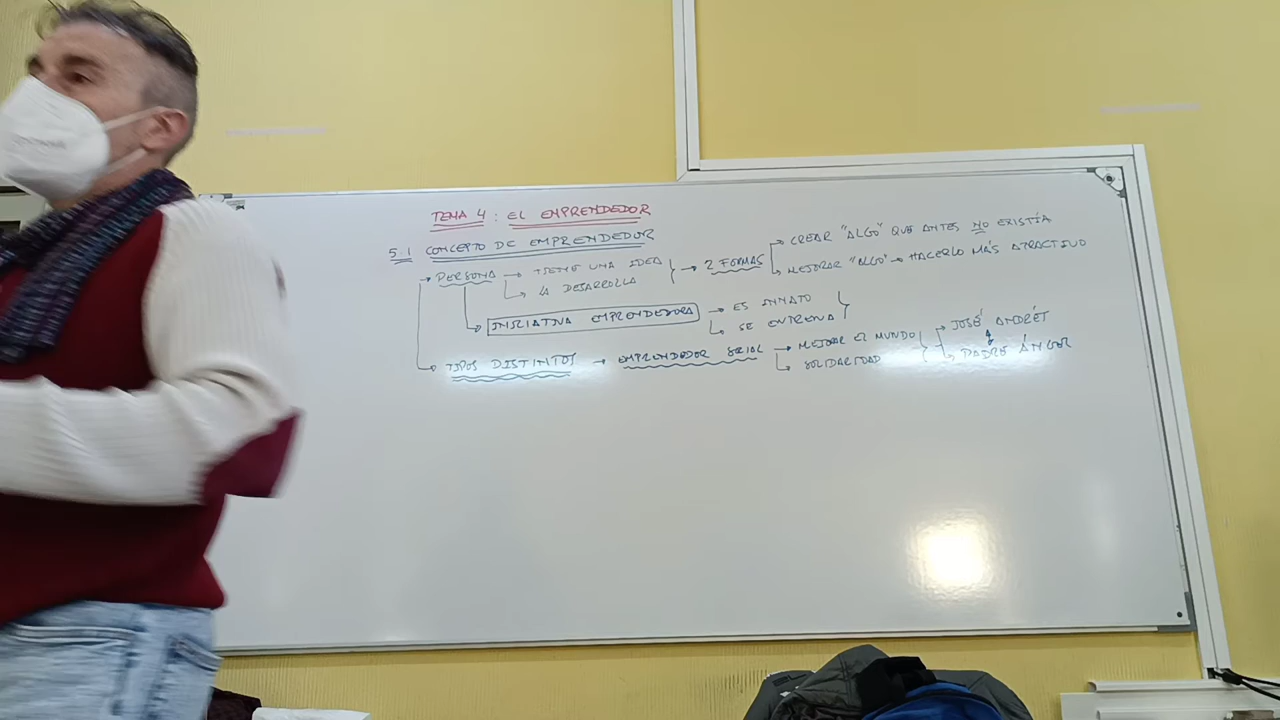 TEMA 4: EL EMPRENDEDOR
5.1 CONCEPTO DE EMPRENDEDOR
→ PERSONA → TIENE UNA IDEA } → 2 FORMAS → CREAR "ALGO" QUE ANTES NO EXISTÍA
→ LA DESARROLLA → MEJORAR "ALGO" → HACERLO MÁS ATRACTIVO
→ INICIATIVA EMPRENDEDORA → ES INNATO }
→ SE ENTRENA
→ TIPOS DISTINTOS → EMPRENDEDOR SOCIAL → MEJORAR EL MUNDO } → JOSÉ ANDRÉS
→ SOLIDARIDAD → PADRE ÁNGEL